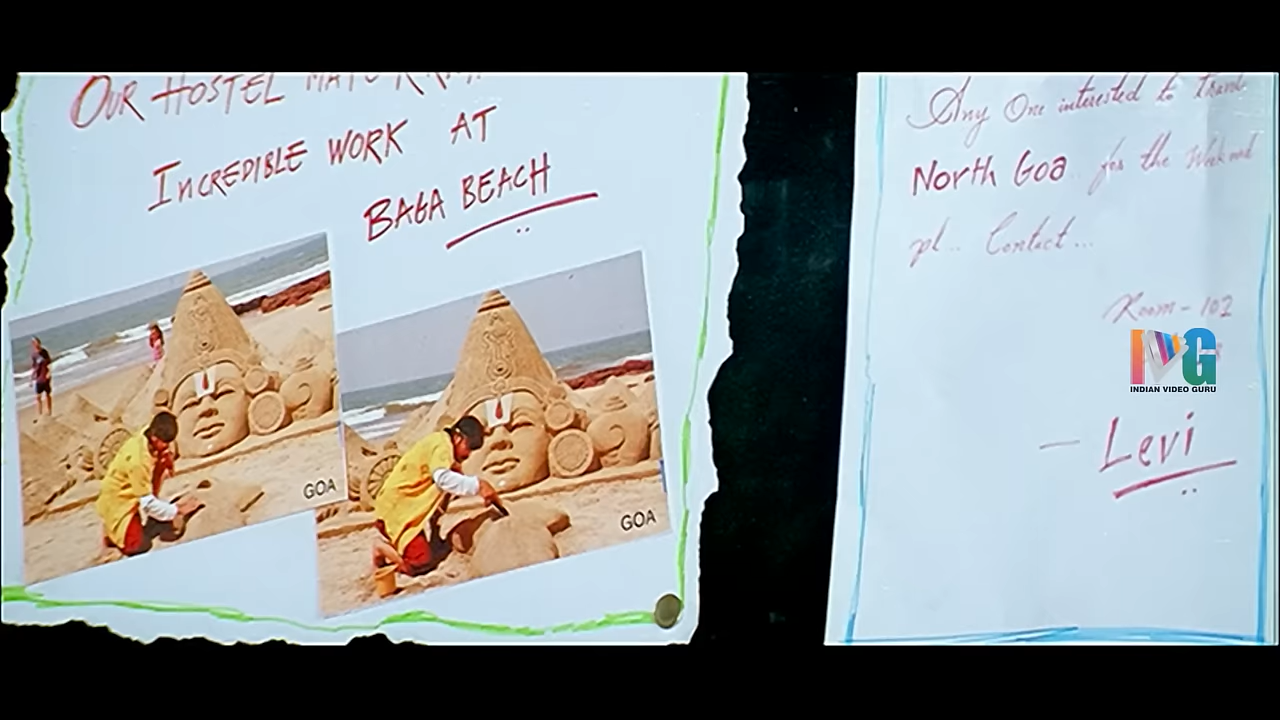 OUR HOSTEL
INCREDIBLE WORK AT
BAGA BEACH
GOA
GOA
Any One interested to travel
North Goa for the Weekend
pl.. Contact...
Room - 102
IVG
INDIAN VIDEO GURU
- Levi